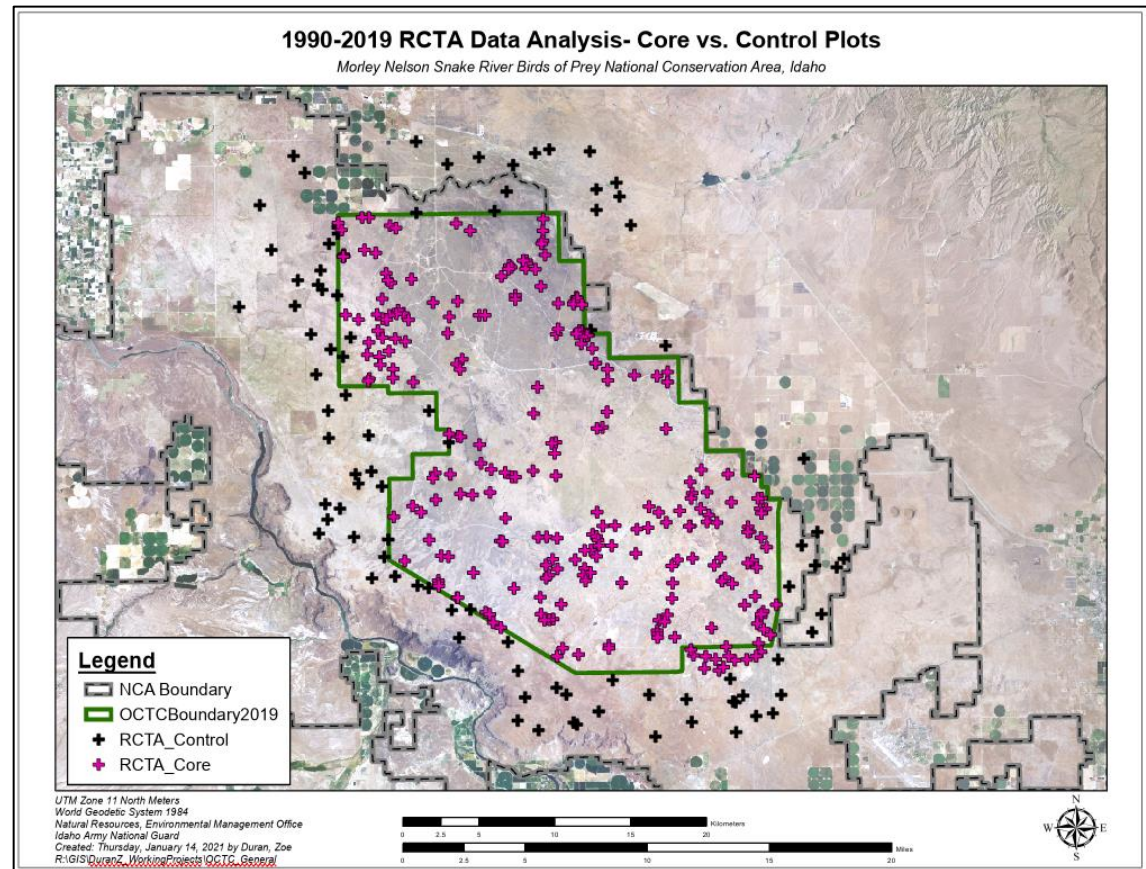 1990-2019 RCTA Data Analysis- Core vs. Control Plots
Morley Nelson Snake River Birds of Prey National Conservation Area, Idaho
Legend
NCA Boundary
OCTCBoundary2019
RCTA_Control
RCTA_Core
UTM Zone 11 North Meters
World Geodetic System 1984
Natural Resources, Environmental Management Office
Idaho Army National Guard
Created: Thursday, January 14, 2021 by Duran, Zoe
R:\GIS\DuranZ_WorkingProjects\OCTC_General
Kilometers
0 2.5 5 10 15 20
Miles
0 2.5 5 10 15 20
N
W E
S